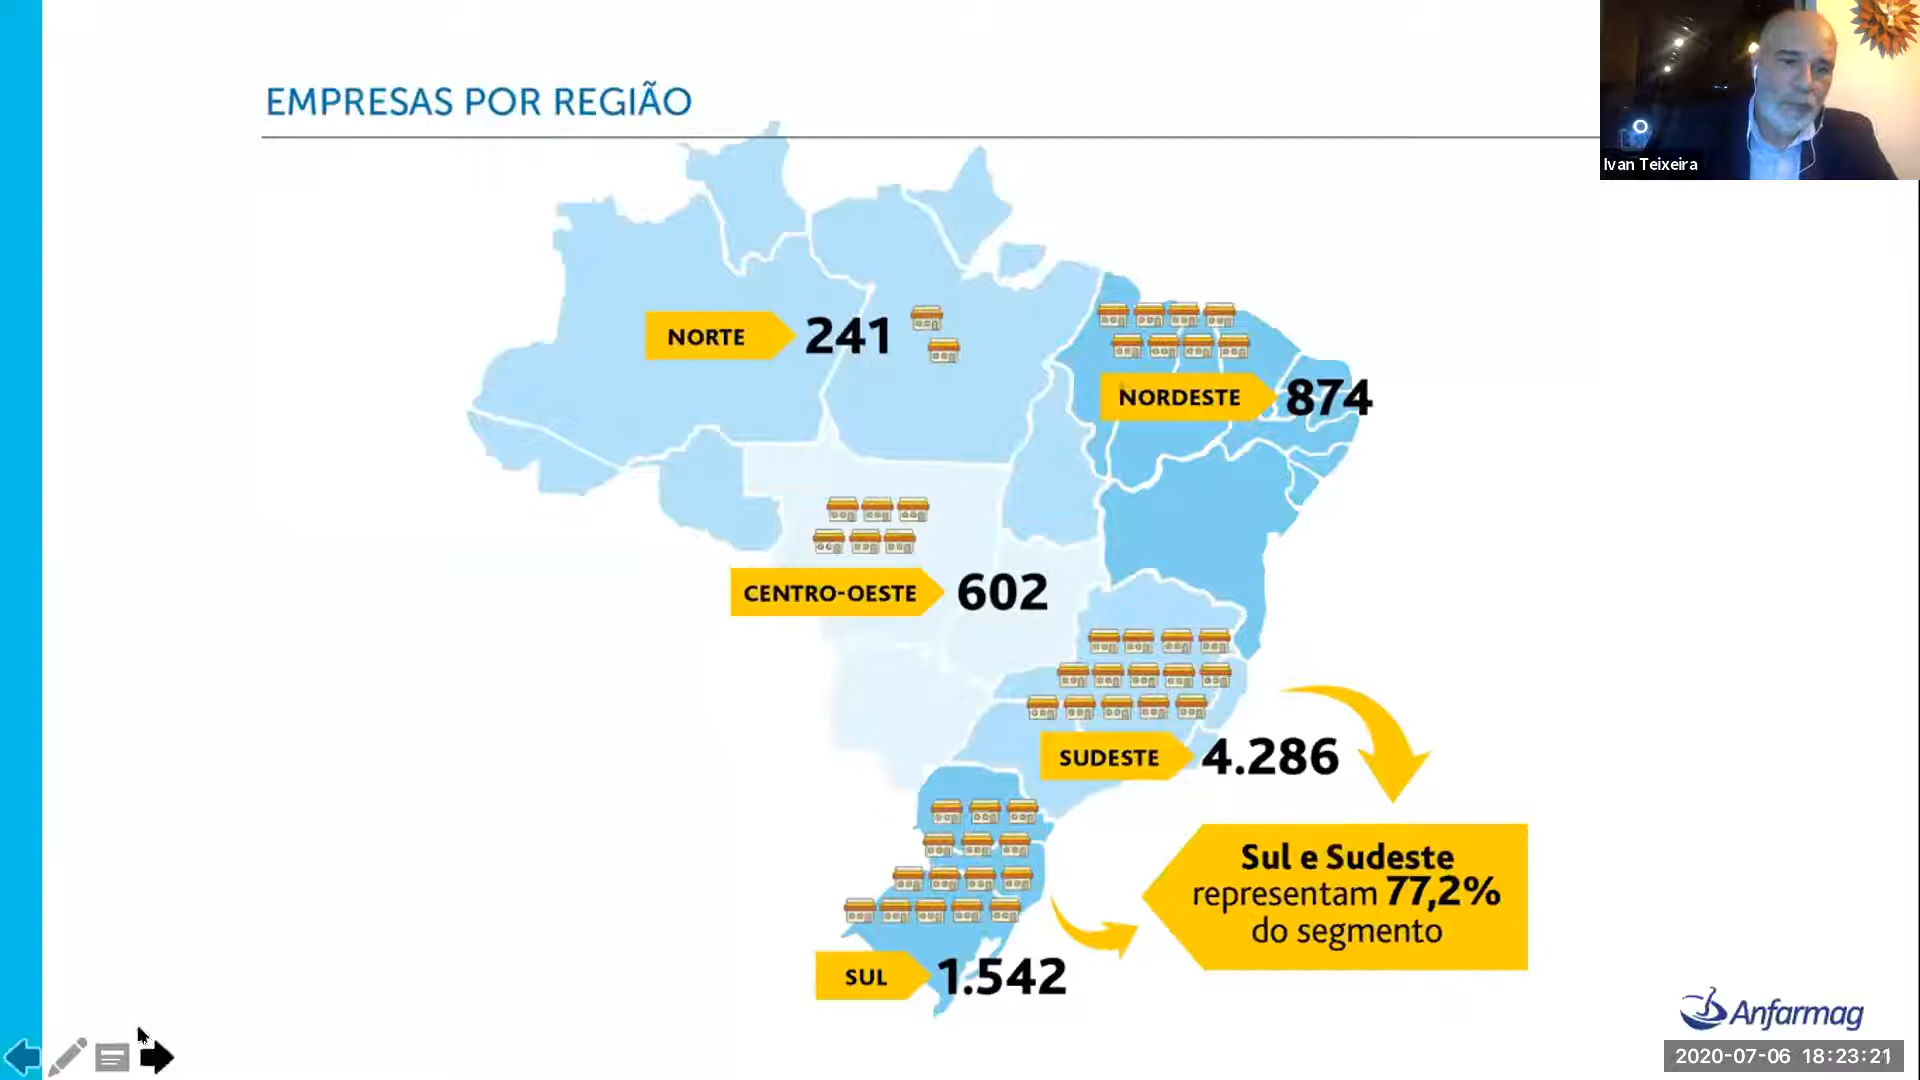 EMPRESAS POR REGIÃO
Ivan Teixeira
NORTE 241
NORDESTE 874
CENTRO-OESTE 602
SUDESTE 4.286
Sul e Sudeste
representam 77,2%
do segmento
SUL 1.542
Anfarmag
2020-07-06 18:23:21